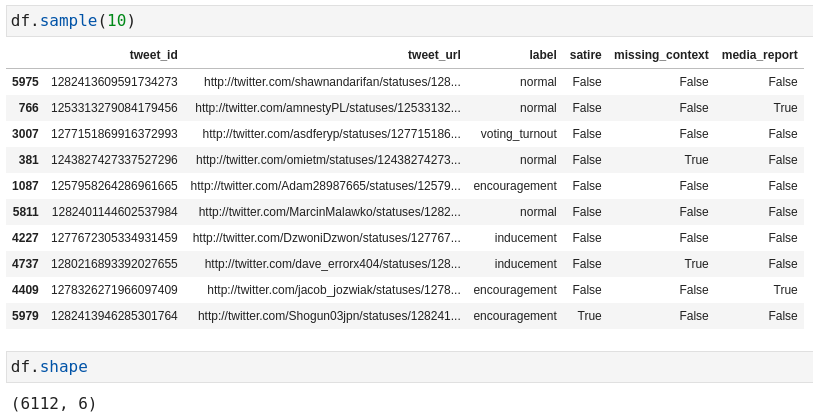 df.sample(10)
tweet_id tweet_url label satire missing_context media_report
5975 1282413609591734273 http://twitter.com/shawnandarifan/statuses/128... normal False False False
766 1253313279084179456 http://twitter.com/amnestyPL/statuses/12533132... normal False False True
3007 1277151869916372993 http://twitter.com/asdferyp/statuses/127715186... voting_turnout False False False
381 1243827427337527296 http://twitter.com/omietm/statuses/12438274273... normal False True False
1087 1257958264286961665 http://twitter.com/Adam28987665/statuses/12579... encouragement False False False
5811 1282401144602537984 http://twitter.com/MarcinMalawko/statuses/1282... normal False False False
4227 1277672305334931459 http://twitter.com/DzwoniDzwon/statuses/127767... inducement False False False
4737 1280216893392027655 http://twitter.com/dave_errorx404/statuses/128... inducement False True False
4409 1278326271966097409 http://twitter.com/jacob_jozwiak/statuses/1278... encouragement False False True
5979 1282413946285301764 http://twitter.com/Shogun03jpn/statuses/128241... encouragement True False False
df.shape
(6112, 6)